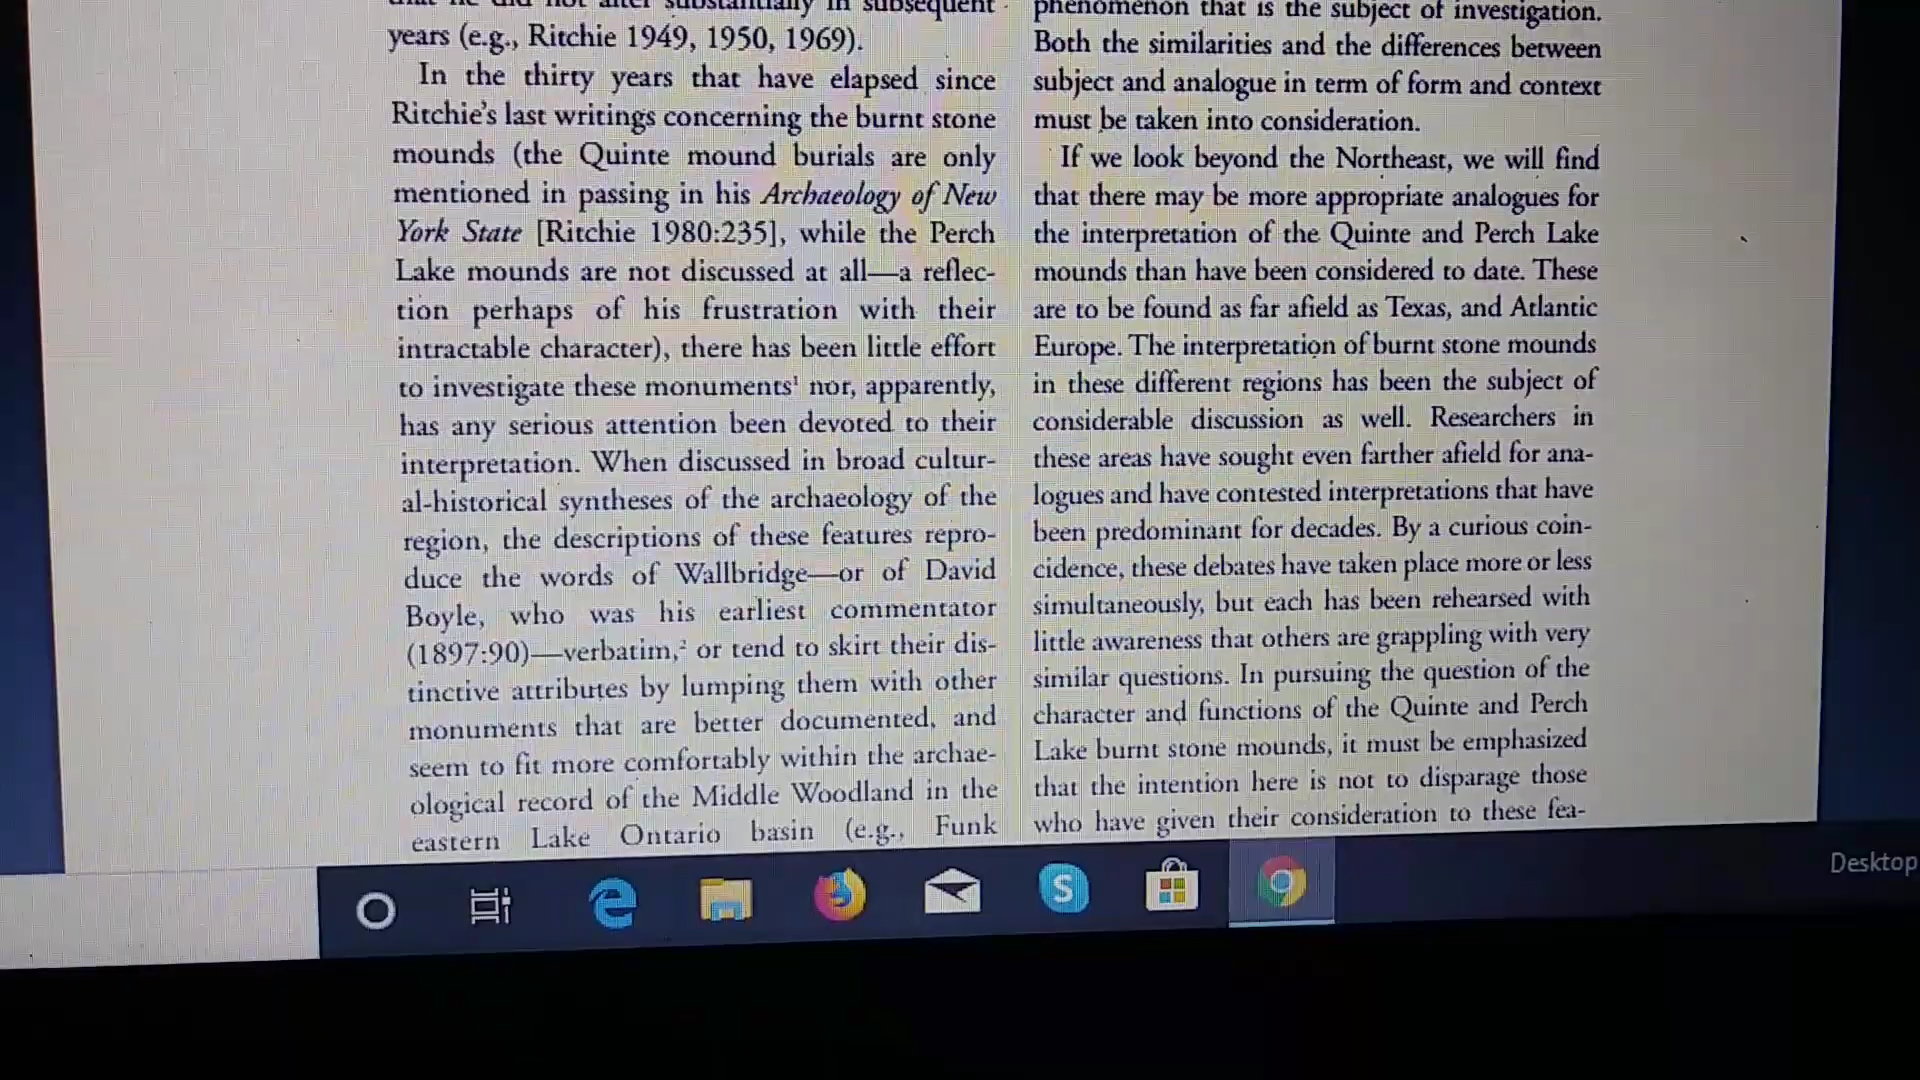 that he did not alter substantially in subsequent
years (e.g., Ritchie 1949, 1950, 1969).
In the thirty years that have elapsed since
Ritchie's last writings concerning the burnt stone
mounds (the Quinte mound burials are only
mentioned in passing in his Archaeology of New
York State [Ritchie 1980:235], while the Perch
Lake mounds are not discussed at all—a reflec-
tion perhaps of his frustration with their
intractable character), there has been little effort
to investigate these monuments¹ nor, apparently,
has any serious attention been devoted to their
interpretation. When discussed in broad cultur-
al-historical syntheses of the archaeology of the
region, the descriptions of these features repro-
duce the words of Wallbridge—or of David
Boyle, who was his earliest commentator
(1897:90)—verbatim,² or tend to skirt their dis-
tinctive attributes by lumping them with other
monuments that are better documented, and
seem to fit more comfortably within the archae-
ological record of the Middle Woodland in the
eastern Lake Ontario basin (e.g., Funk
phenomenon that is the subject of investigation.
Both the similarities and the differences between
subject and analogue in term of form and context
must be taken into consideration.
If we look beyond the Northeast, we will find
that there may be more appropriate analogues for
the interpretation of the Quinte and Perch Lake
mounds than have been considered to date. These
are to be found as far afield as Texas, and Atlantic
Europe. The interpretation of burnt stone mounds
in these different regions has been the subject of
considerable discussion as well. Researchers in
these areas have sought even farther afield for ana-
logues and have contested interpretations that have
been predominant for decades. By a curious coin-
cidence, these debates have taken place more or less
simultaneously, but each has been rehearsed with
little awareness that others are grappling with very
similar questions. In pursuing the question of the
character and functions of the Quinte and Perch
Lake burnt stone mounds, it must be emphasized
that the intention here is not to disparage those
who have given their consideration to these fea-
Desktop